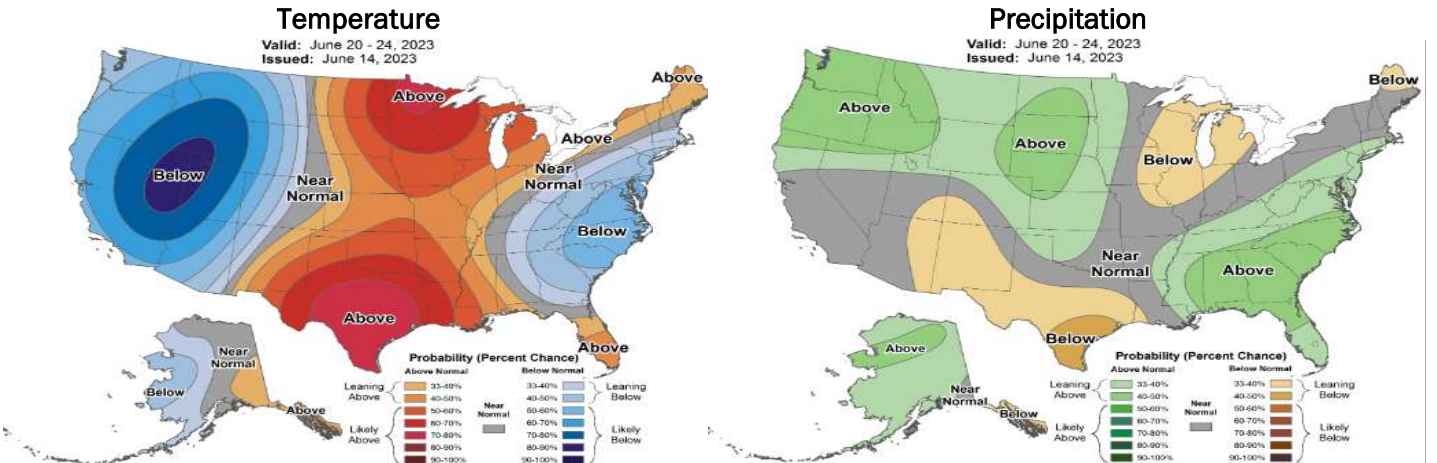 Temperature
Valid: June 20 - 24, 2023
Issued: June 14, 2023
Above
Above
Above
Below
Near
Normal
Near
Normal
Below
Above
Above
Near
Normal
Below
Above
Probability (Percent Chance)
Above Normal
Below Normal
Leaning
Above
Likely
Above
33-40%
40-50%
50-60%
60-70%
70-80%
80-90%
90-100%
Near
Normal
33-40%
40-50%
50-60%
60-70%
70-80%
80-90%
90-100%
Leaning
Below
Likely
Below
Precipitation
Valid: June 20 - 24, 2023
Issued: June 14, 2023
Below
Above
Above
Below
Near
Normal
Above
Below
Above
Near
Normal
Below
Probability (Percent Chance)
Above Normal
Below Normal
Leaning
Above
Likely
Above
33-40%
40-50%
50-60%
60-70%
70-80%
80-90%
90-100%
Near
Normal
33-40%
40-50%
50-60%
60-70%
70-80%
80-90%
90-100%
Leaning
Below
Likely
Below